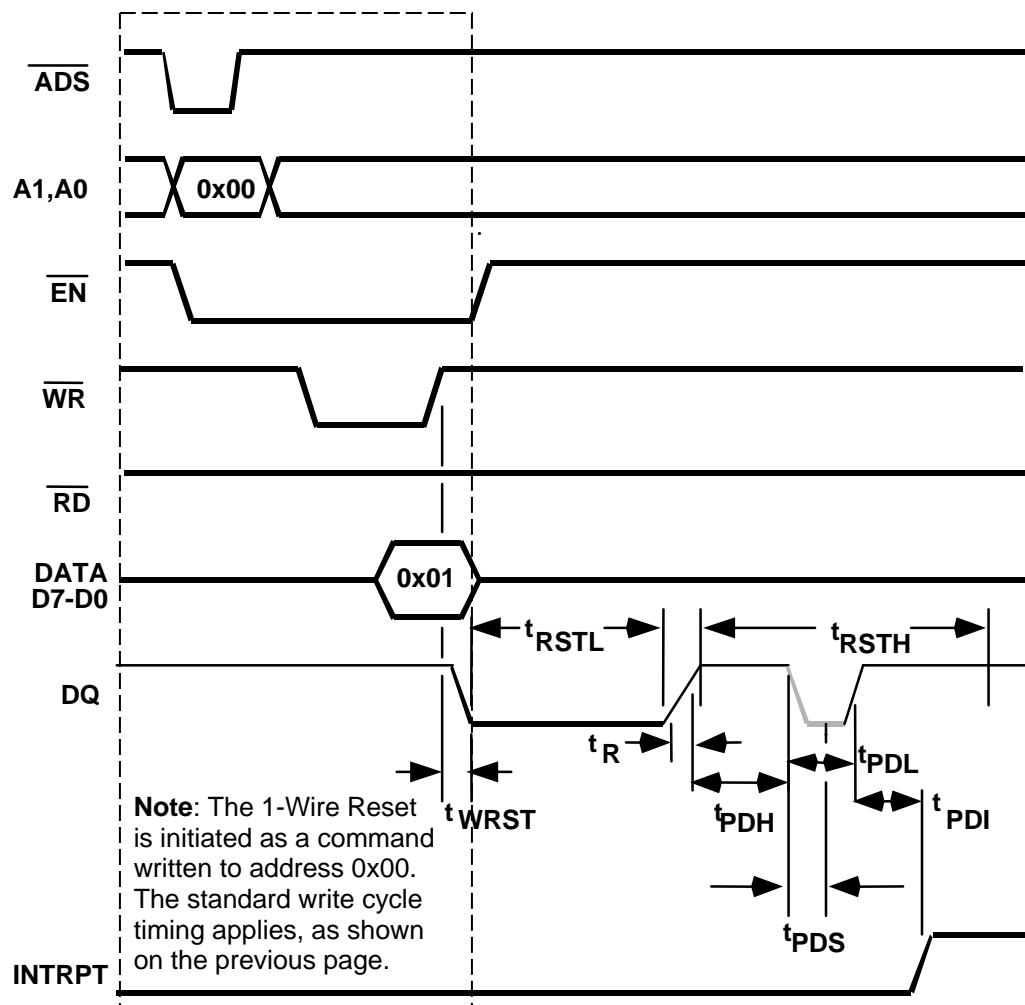 ADS
A1,A0
0x00
EN
WR
RD
DATA
D7-D0
0x01
tRSTL
tRSTH
DQ
tR
tPDL
tWRST
tPDH
tPDI
Note: The 1-Wire Reset
is initiated as a command
written to address 0x00.
The standard write cycle
timing applies, as shown
on the previous page.
tPDS
INTRPT